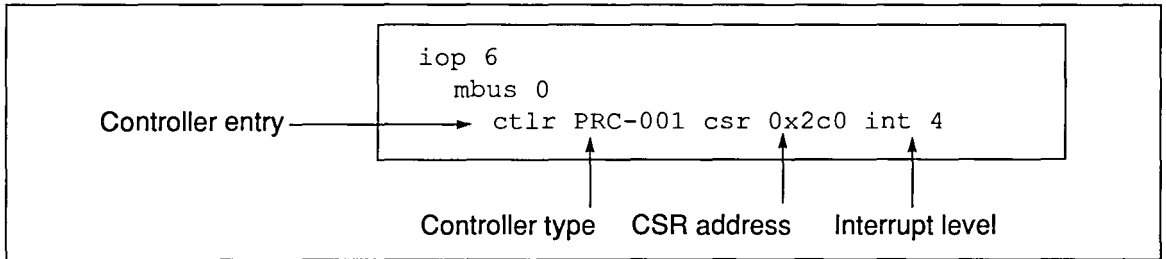 iop 6
mbus 0
Controller entry
ctlr PRC-001 csr 0x2c0 int 4
Controller type
CSR address
Interrupt level